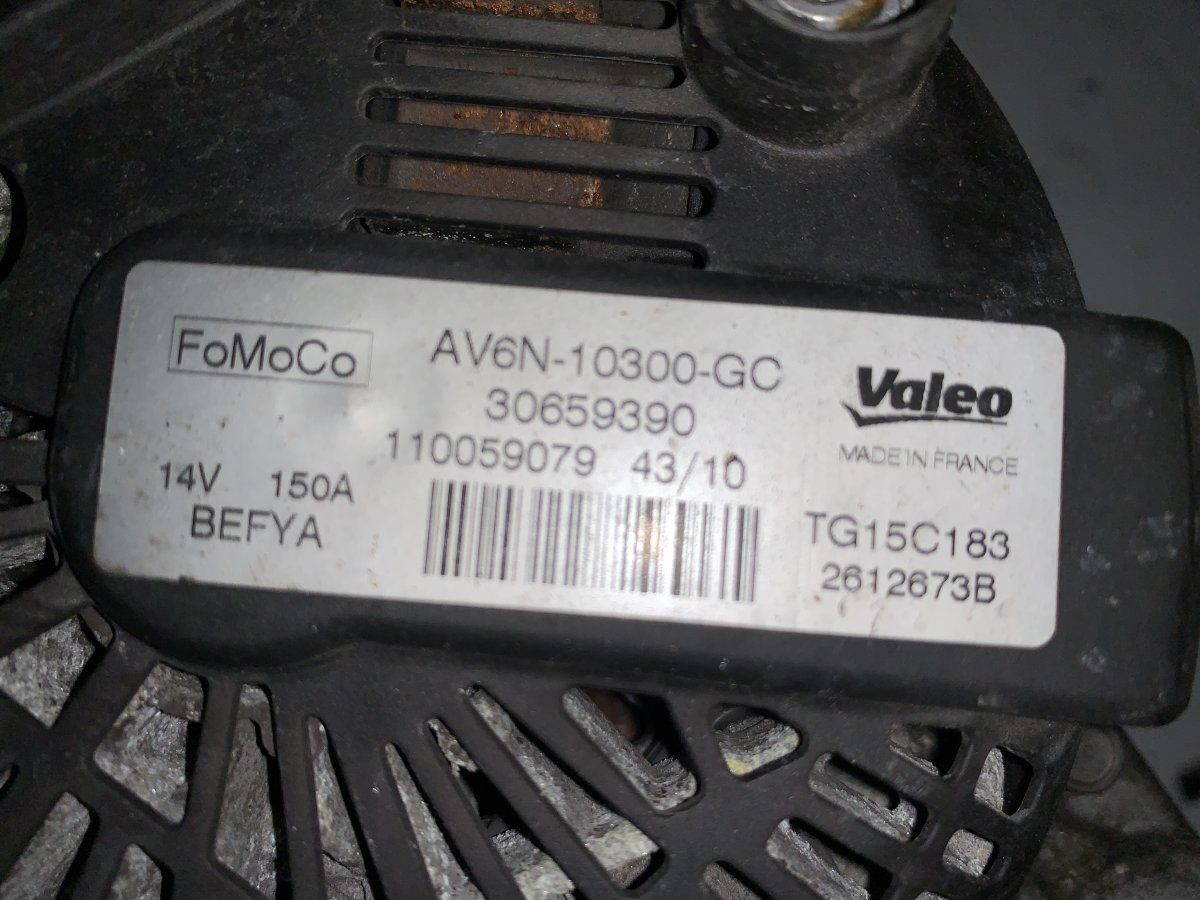 FoMoCo
AV6N-10300-GC
30659390
110059079 43/10
14V 150A
BEFYA
Valeo
MADE IN FRANCE
TG15C183
2612673B